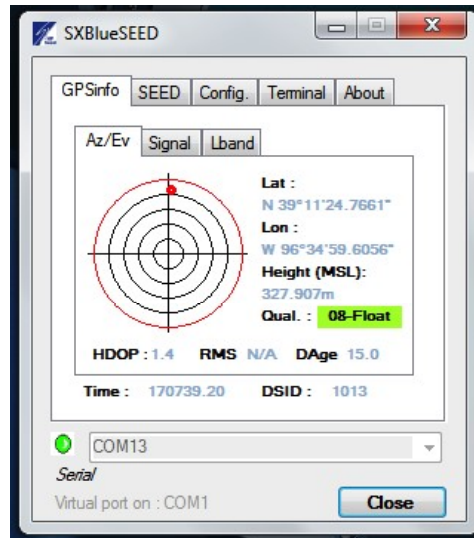 SXBlueSEED
GPSinfo SEED Config. Terminal About
Az/Ev Signal Lband
Lat :
N 39°11'24.7661"
Lon :
W 96°34'59.6056"
Height (MSL):
327.907m
Qual. : 08-Float
HDOP : 1.4 RMS N/A DAge 15.0
Time : 170739.20 DSID : 1013
COM13
Serial
Virtual port on : COM1 Close